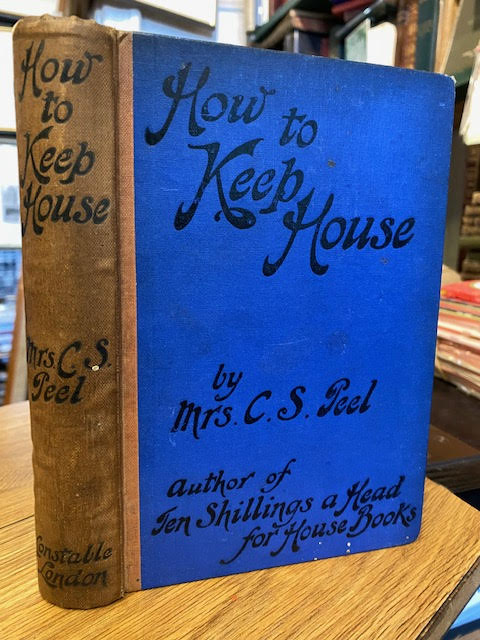 How
to
Keep
House
Mrs. C. S.
Peel
Constable
London
How to
Keep
House
by
Mrs. C. S. Peel
author of
Ten Shillings a Head
for House Books